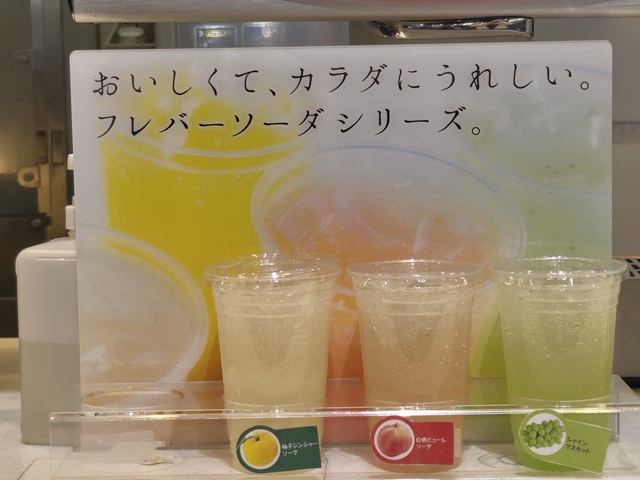 おいしくて、カラダにうれしい。
フレバーソーダシリーズ。
柚子ジンジャー
ソーダ
白桃ピューレ
ソーダ
シャイン
マスカット